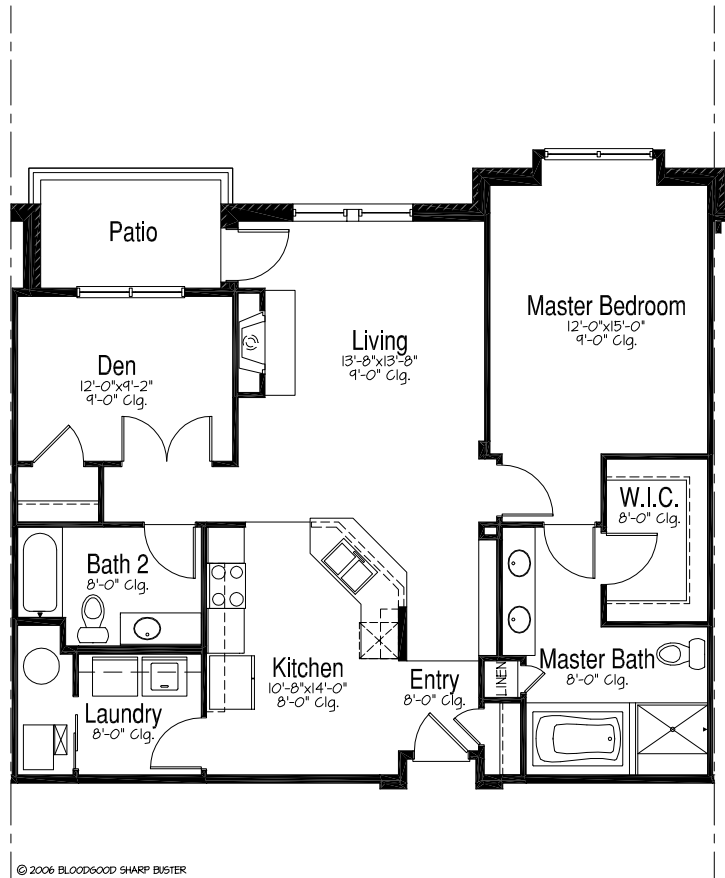 Patio
Master Bedroom
12'-0"x15'-0"
9'-0" Clg.
Living
13'-8"x13'-8"
9'-0" Clg.
Den
12'-0"x9'-2"
9'-0" Clg.
W.I.C.
8'-0" Clg.
Bath 2
8'-0" Clg.
Kitchen
10'-8"x14'-0"
8'-0" Clg.
Entry
8'-0" Clg.
LINEN
Master Bath
8'-0" Clg.
Laundry
8'-0" Clg.
© 2006 BLOODGOOD SHARP BUSTER